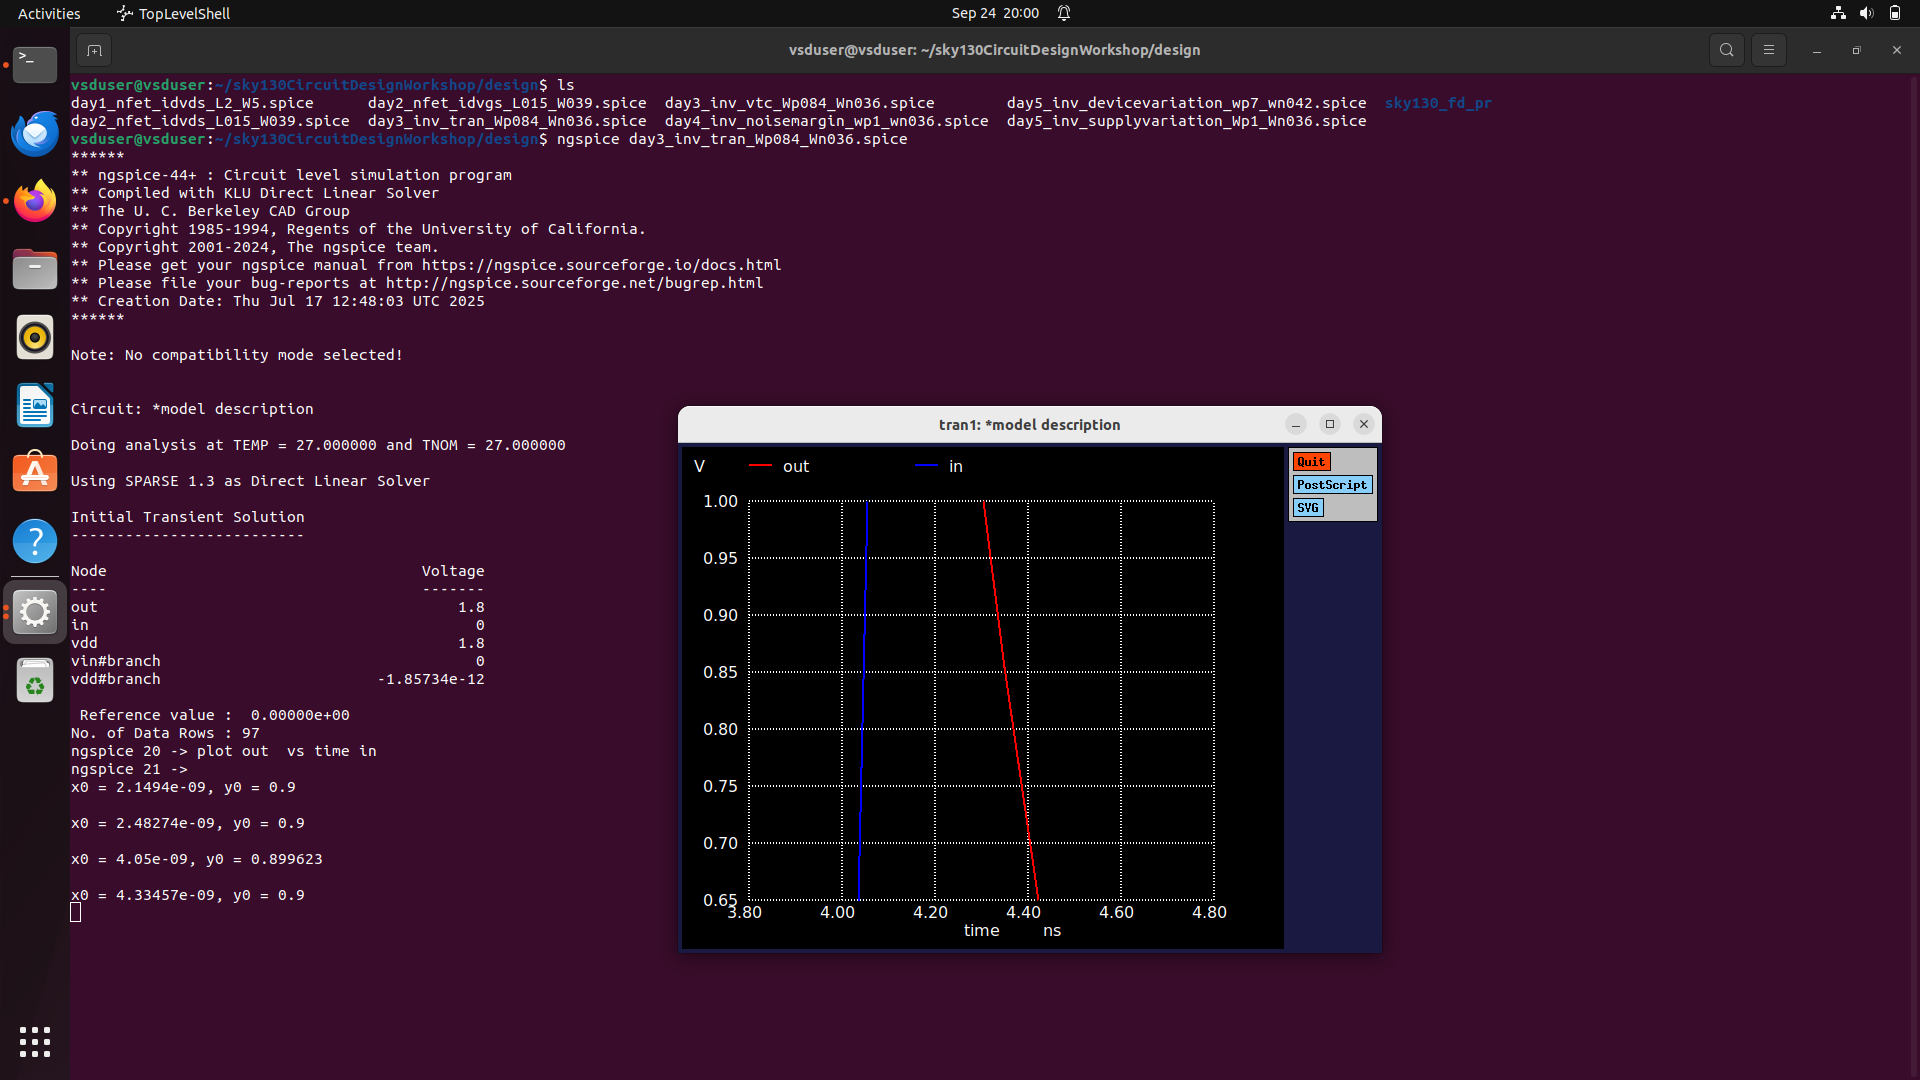 Activities TopLevelShell Sep 24 20:00
vsduser@vsduser: ~/sky130CircuitDesignWorkshop/design
vsduser@vsduser:~/sky130CircuitDesignWorkshop/design$ ls
day1_nfet_idvds_L2_W5.spice day2_nfet_idvgs_L015_W039.spice day3_inv_vtc_Wp084_Wn036.spice day5_inv_devicevariation_wp7_wn042.spice sky130_fd_pr
day2_nfet_idvds_L015_W039.spice day3_inv_tran_Wp084_Wn036.spice day4_inv_noisemargin_wp1_wn036.spice day5_inv_supplyvariation_Wp1_Wn036.spice
vsduser@vsduser:~/sky130CircuitDesignWorkshop/design$ ngspice day3_inv_tran_Wp084_Wn036.spice
******
** ngspice-44+ : Circuit level simulation program
** Compiled with KLU Direct Linear Solver
** The U. C. Berkeley CAD Group
** Copyright 1985-1994, Regents of the University of California.
** Copyright 2001-2024, The ngspice team.
** Please get your ngspice manual from https://ngspice.sourceforge.io/docs.html
** Please file your bug-reports at http://ngspice.sourceforge.net/bugrep.html
** Creation Date: Thu Jul 17 12:48:03 UTC 2025
******
Note: No compatibility mode selected!
Circuit: *model description
Doing analysis at TEMP = 27.000000 and TNOM = 27.000000
Using SPARSE 1.3 as Direct Linear Solver
Initial Transient Solution
--------------------------
Node Voltage
---- -------
out 1.8
in 0
vdd 1.8
vin#branch 0
vdd#branch -1.85734e-12
Reference value : 0.00000e+00
No. of Data Rows : 97
ngspice 20 -> plot out vs time in
ngspice 21 ->
x0 = 2.1494e-09, y0 = 0.9
x0 = 2.48274e-09, y0 = 0.9
x0 = 4.05e-09, y0 = 0.899623
x0 = 4.33457e-09, y0 = 0.9
tran1: *model description
V out in
Quit
PostScript
SVG
1.00
0.95
0.90
0.85
0.80
0.75
0.70
0.65
3.80 4.00 4.20 4.40 4.60 4.80
time ns